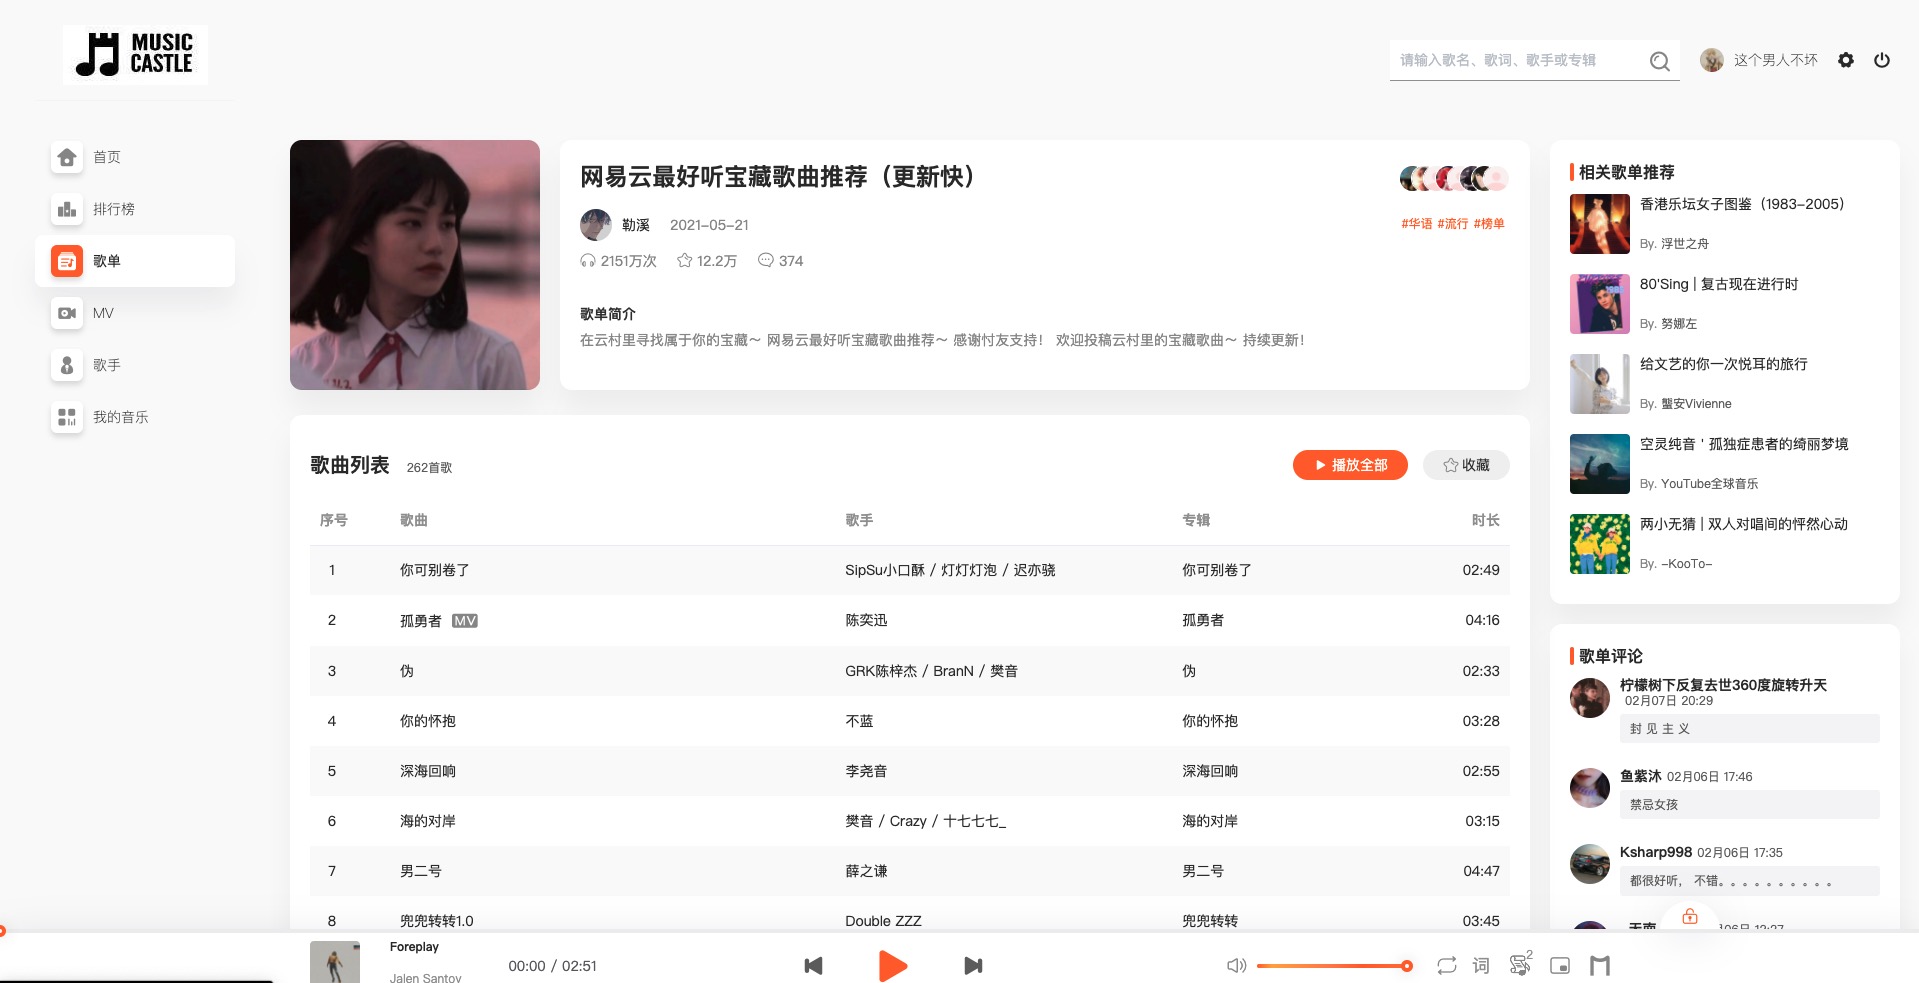 MUSIC
CASTLE
请输入歌名、歌词、歌手或专辑
这个男人不坏
首页
排行榜
歌单
MV
歌手
我的音乐
网易云最好听宝藏歌曲推荐（更新快）
勒溪 2021-05-21
#华语 #流行 #榜单
2151万次 12.2万 374
歌单简介
在云村里寻找属于你的宝藏～ 网易云最好听宝藏歌曲推荐～ 感谢忖友支持！ 欢迎投稿云村里的宝藏歌曲～ 持续更新！
歌曲列表 262首歌
播放全部 收藏
序号 歌曲 歌手 专辑 时长
1 你可别卷了 SipSu小口酥 / 灯灯灯泡 / 迟亦骁 你可别卷了 02:49
2 孤勇者 MV 陈奕迅 孤勇者 04:16
3 伪 GRK陈梓杰 / BranN / 樊音 伪 02:33
4 你的怀抱 不蓝 你的怀抱 03:28
5 深海回响 李尧音 深海回响 02:55
6 海的对岸 樊音 / Crazy / 十七七七_ 海的对岸 03:15
7 男二号 薛之谦 男二号 04:47
8 兜兜转转1.0 Double ZZZ 兜兜转转 03:45
相关歌单推荐
香港乐坛女子图鉴（1983-2005）
By. 浮世之舟
80'Sing | 复古现在进行时
By. 努娜左
给文艺的你一次悦耳的旅行
By. 蠒安Vivienne
空灵纯音 ' 孤独症患者的绮丽梦境
By. YouTube全球音乐
两小无猜 | 双人对唱间的怦然心动
By. -KooTo-
歌单评论
柠檬树下反复去世360度旋转升天
02月07日 20:29
封 见 主 义
鱼紫沐 02月06日 17:46
禁忌女孩
Ksharp998 02月06日 17:35
都很好听， 不错。。。。。。。。。。
Foreplay
Jalen Santoy
00:00 / 02:51
词
2